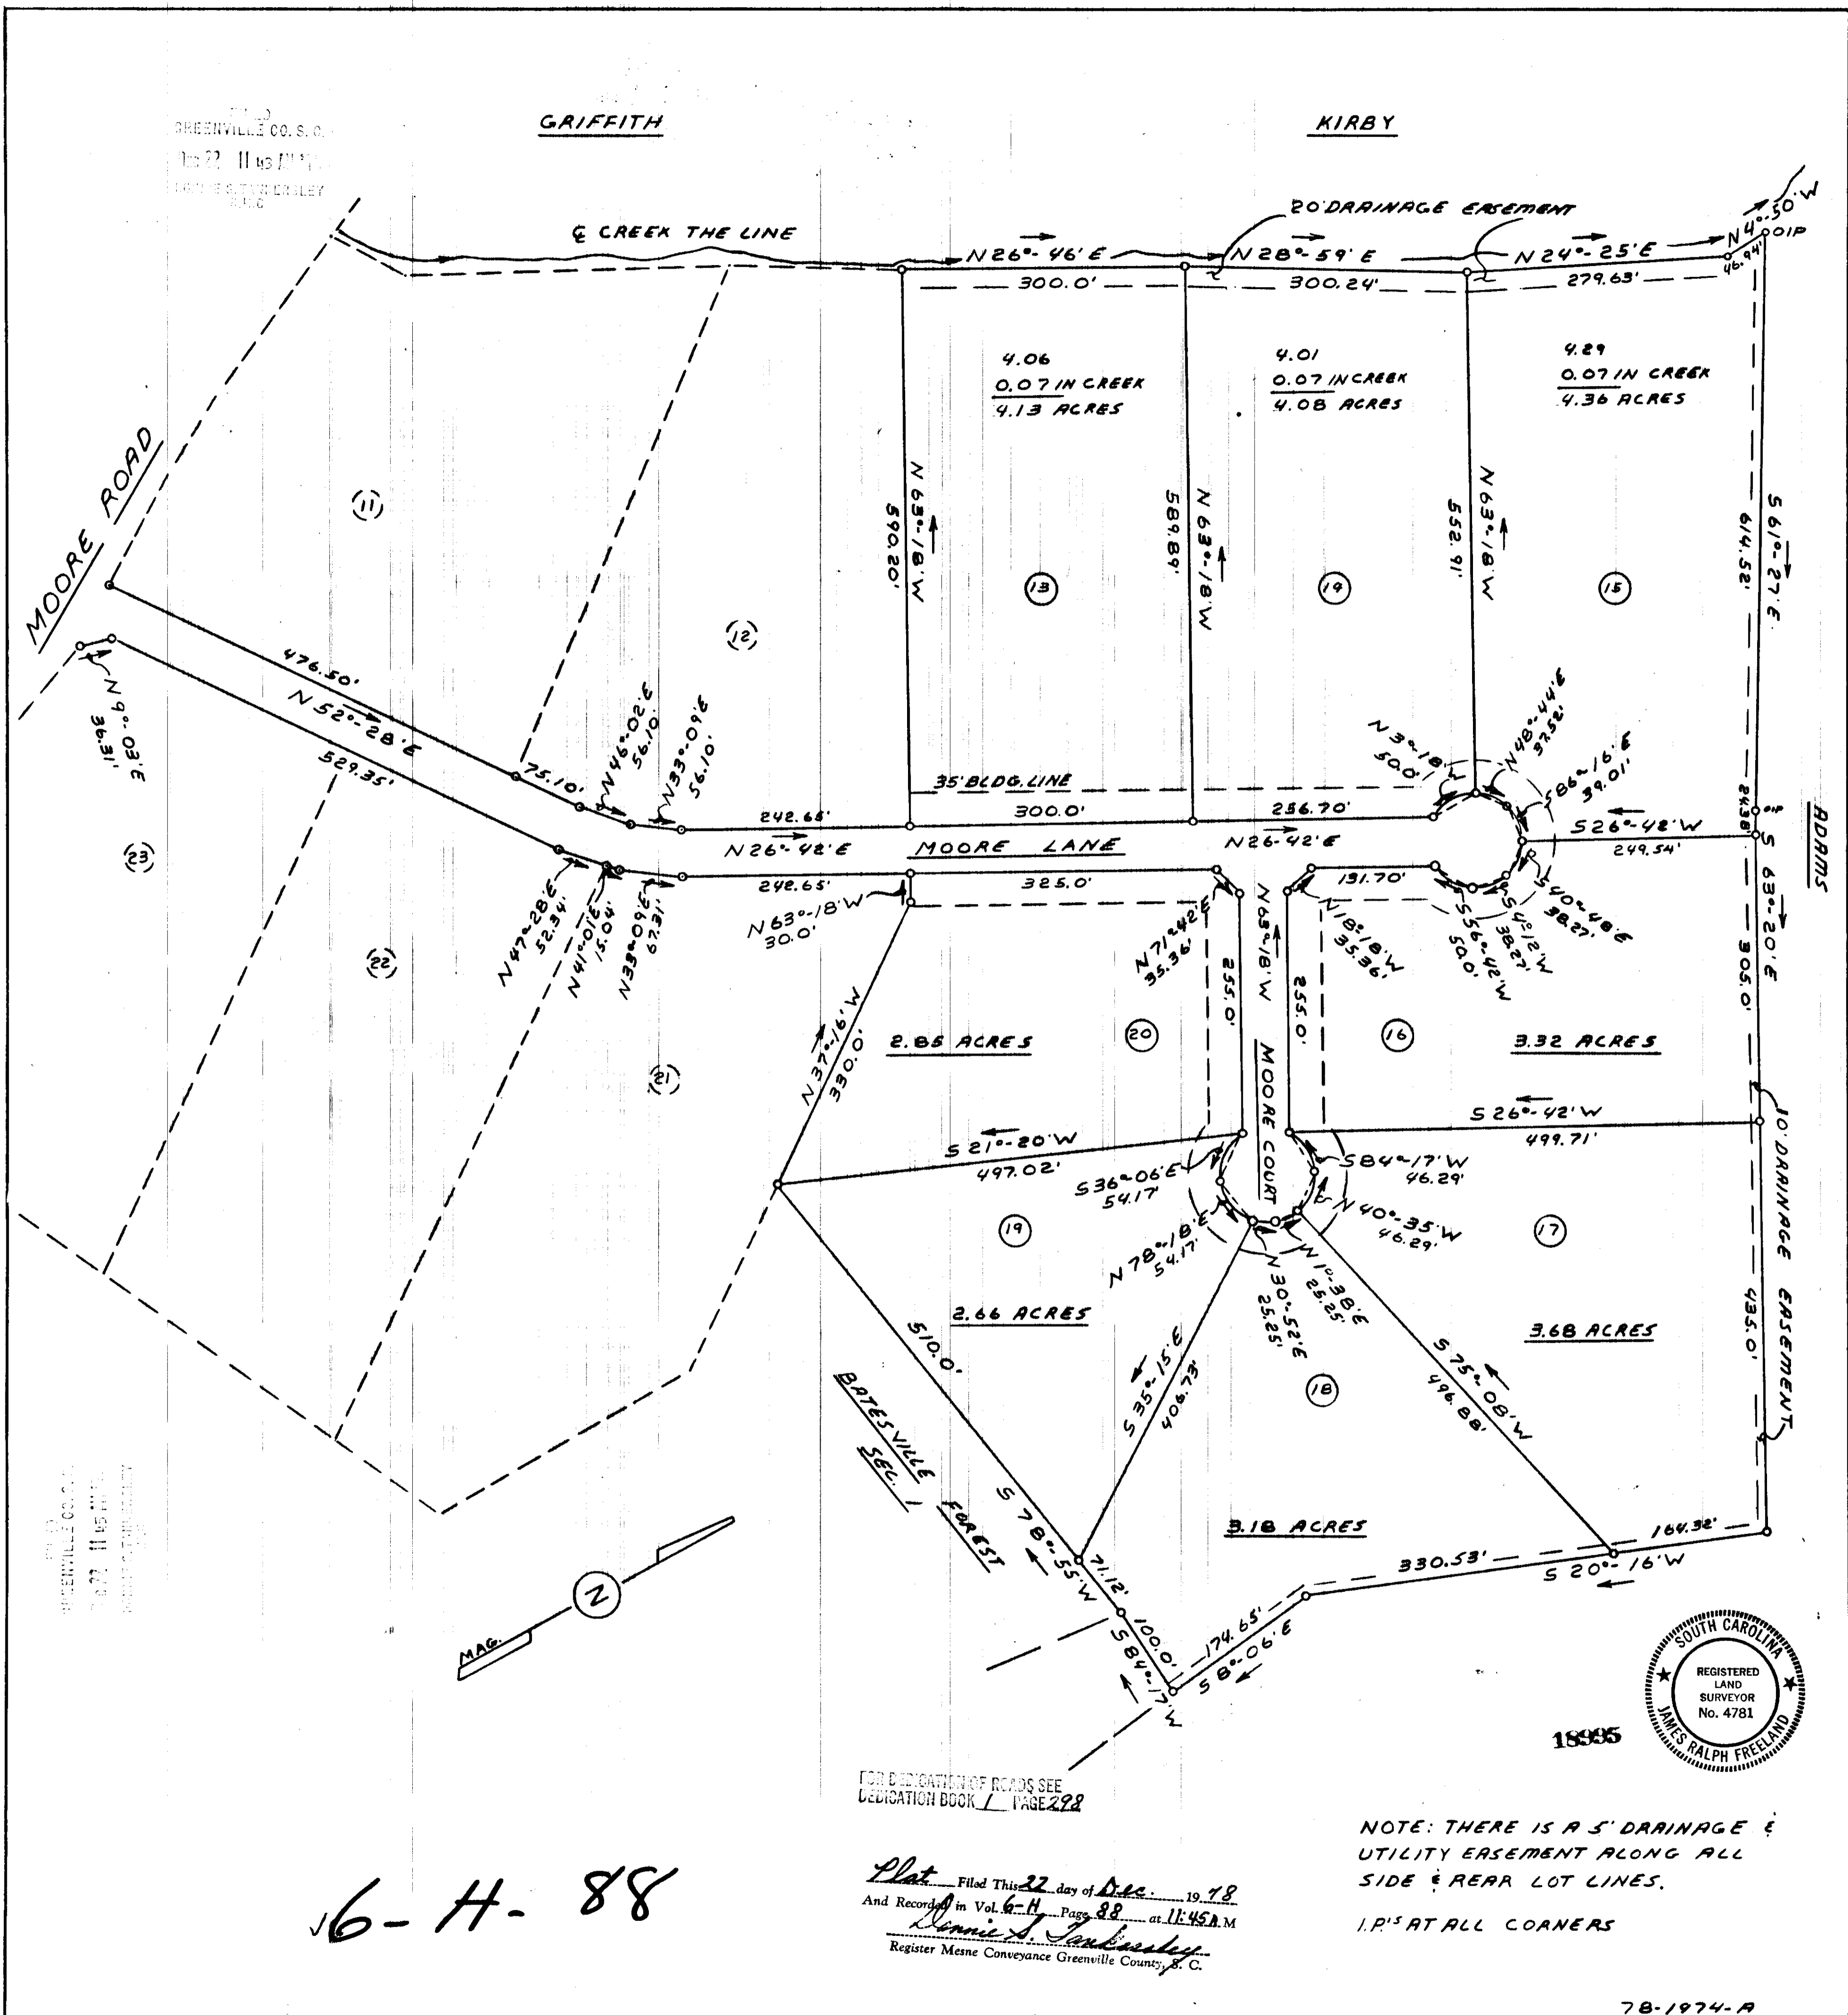 GREENVILLE CO. S. C.
GRIFFITH
KIRBY
20' DRAINAGE EASEMENT
N 4°-50' W
46.94'
OIP
℄ CREEK THE LINE
N 26°-46' E
300.0'
N 28°-59' E
300.24'
N 24°-25' E
279.63'
4.06
0.07 IN CREEK
4.13 ACRES
4.01
0.07 IN CREEK
4.08 ACRES
4.29
0.07 IN CREEK
4.36 ACRES
MOORE ROAD
11
12
13
14
15
N 63°-18' W
590.20'
N 63°-18' W
589.89'
N 63°-18' W
552.91'
S 61°-27' E
614.52'
476.50'
N 52°-28' E
529.35'
N 9°-03' E
36.31'
75.10'
N 46°-02' E
56.10'
N 33°-09' E
56.10'
35' BLDG. LINE
242.65'
N 26°-42' E
300.0'
MOORE LANE
256.70'
N 26-42' E
N 3°-18'
50.0'
N 48°-44' E
37.52'
S 86°-16' E
39.01'
S 26°-42' W
249.54'
24.38'
ADAMS
S 63°-20' E
305.0'
23
22
21
N 47°-28' E
52.34'
N 41°-01' E
15.04'
N 33°-09' E
67.31'
242.65'
325.0'
N 63°-18' W
30.0'
N 71°-42' E
35.36'
N 63°-18' W
N 18°-18' W
35.36'
131.70'
S 56°-42' W
50.0'
S 4°-12' W
38.27'
S 40°-48' E
38.27'
255.0'
255.0'
N 37°-16' W
330.0'
2.85 ACRES
20
16
3.32 ACRES
MOORE COURT
S 21°-20' W
497.02'
S 26°-42' W
499.71'
S 36°-06' E
54.17'
S 84°-17' W
46.29'
N 78°-18' E
54.17'
N 40°-35' W
46.29'
N 1°-38' E
25.25'
N 30°-52' E
25.25'
19
17
18
2.66 ACRES
3.68 ACRES
3.18 ACRES
10' DRAINAGE EASEMENT
435.0'
510.0'
S 78°-55' W
S 35°-15' E
406.73'
S 75°-08' W
496.88'
BATESVILLE FOREST
SEC. 1
71.12'
100.0'
S 84°-17'
174.65'
S 8°-06' E
330.53'
S 20°-16' W
164.32'
MAG.
N
SOUTH CAROLINA
REGISTERED
LAND
SURVEYOR
No. 4781
JAMES RALPH FREELAND
18995
FOR DEDICATION OF ROADS SEE
DEDICATION BOOK 1 PAGE 298
NOTE: THERE IS A 5' DRAINAGE &
UTILITY EASEMENT ALONG ALL
SIDE & REAR LOT LINES.
I.P.'S AT ALL CORNERS
6-H-88
Plat Filed This 22 day of Dec. 1978
And Recorded in Vol. 6-H Page 88 at 11:45 A M
Dannie S. Tankersley
Register Mesne Conveyance Greenville County, S. C.
78-1974-A